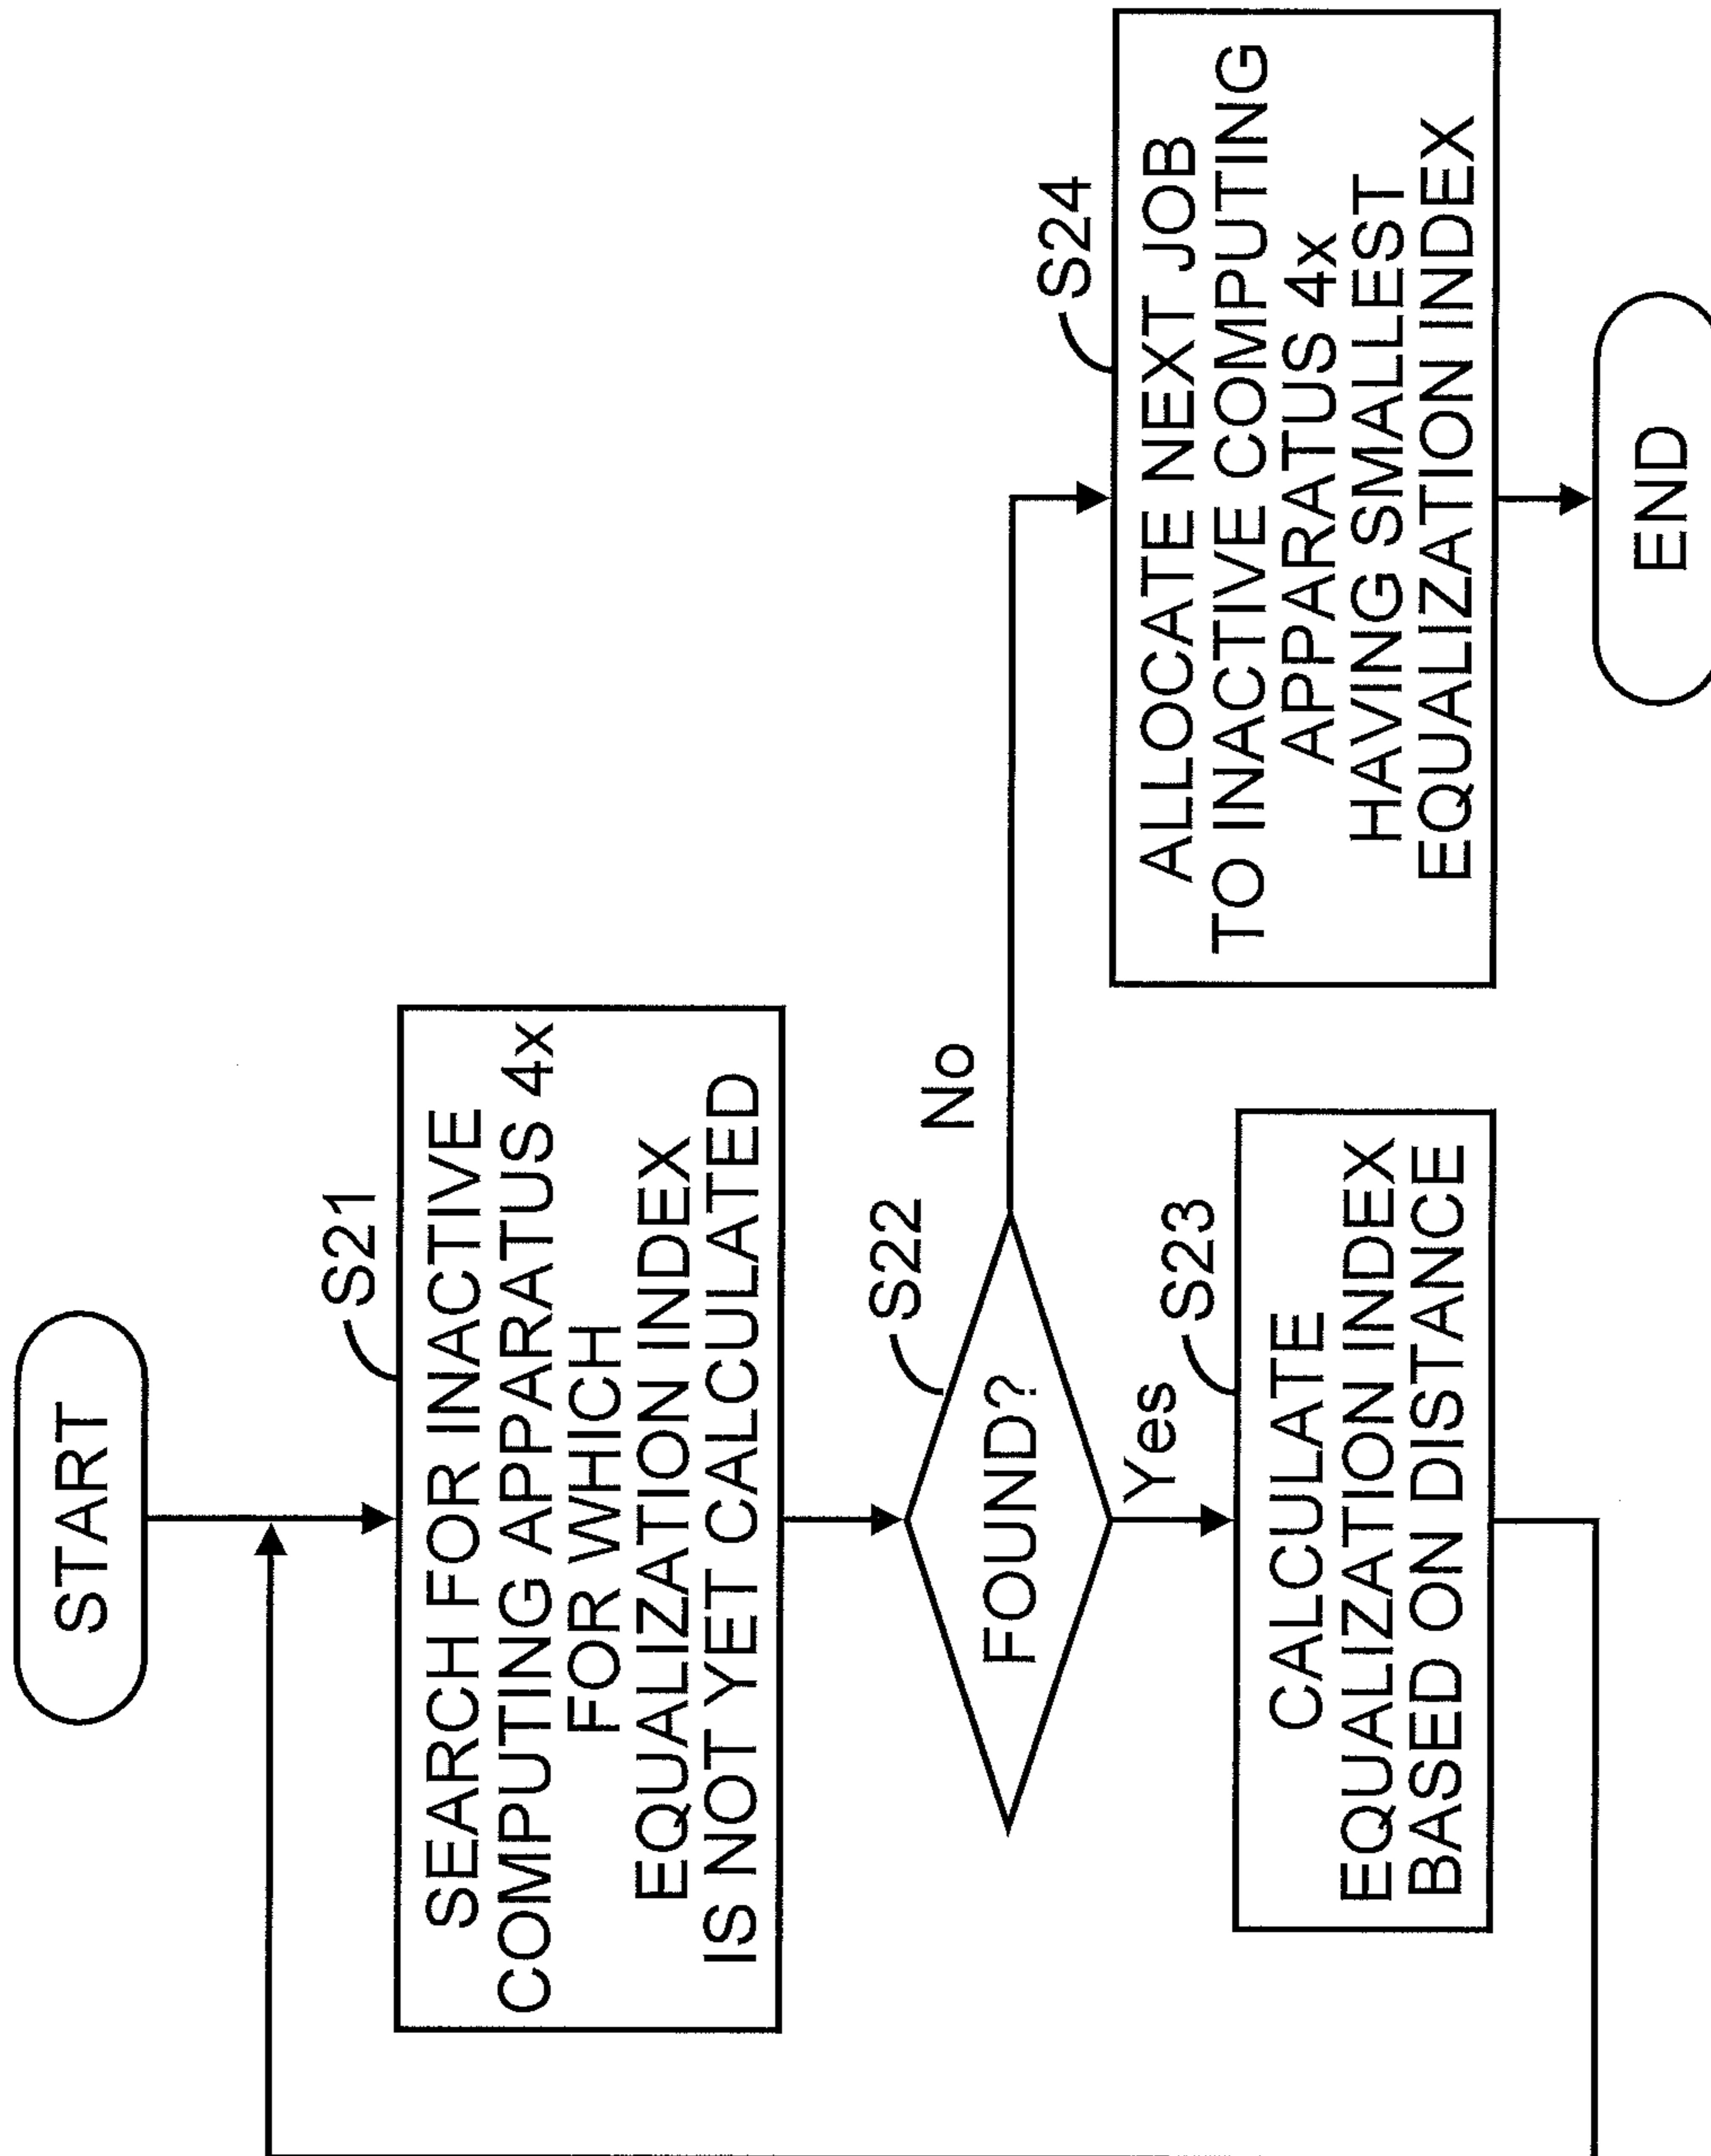 START
S21
SEARCH FOR INACTIVE
COMPUTING APPARATUS 4x
FOR WHICH
EQUALIZATION INDEX
IS NOT YET CALCULATED
S22
FOUND?
No
Yes
S23
CALCULATE
EQUALIZATION INDEX
BASED ON DISTANCE
S24
ALLOCATE NEXT JOB
TO INACTIVE COMPUTING
APPARATUS 4x
HAVING SMALLEST
EQUALIZATION INDEX
END